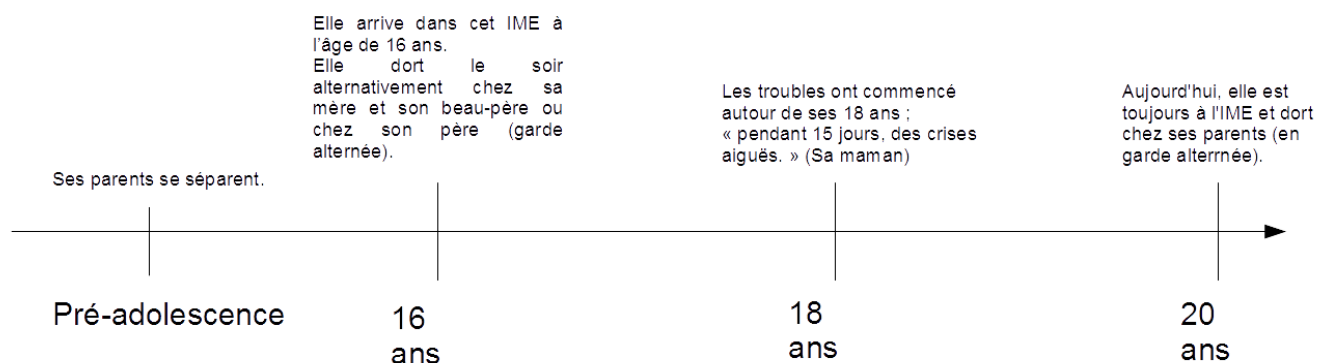 Elle arrive dans cet IME à
l'âge de 16 ans.
Elle dort le soir
alternativement chez sa
mère et son beau-père ou
chez son père (garde
alternée).
Les troubles ont commencé
autour de ses 18 ans ;
« pendant 15 jours, des crises
aiguës. » (Sa maman)
Aujourd'hui, elle est
toujours à l'IME et dort
chez ses parents (en
garde alterrnée).
Ses parents se séparent.
Pré-adolescence
16
ans
18
ans
20
ans